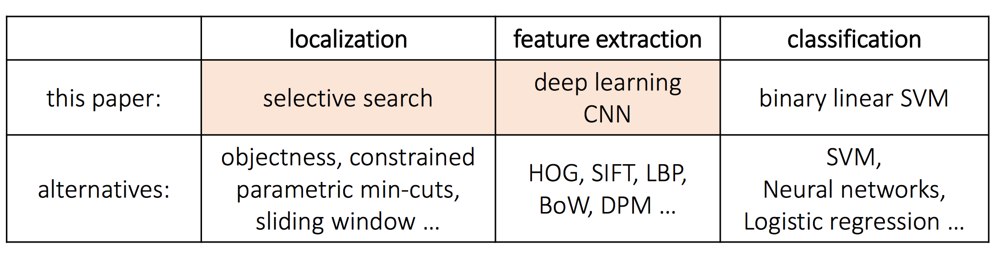 localization
feature extraction
classification
this paper:
selective search
deep learning
CNN
binary linear SVM
alternatives:
objectness, constrained
parametric min-cuts,
sliding window ...
HOG, SIFT, LBP,
BoW, DPM ...
SVM,
Neural networks,
Logistic regression ...